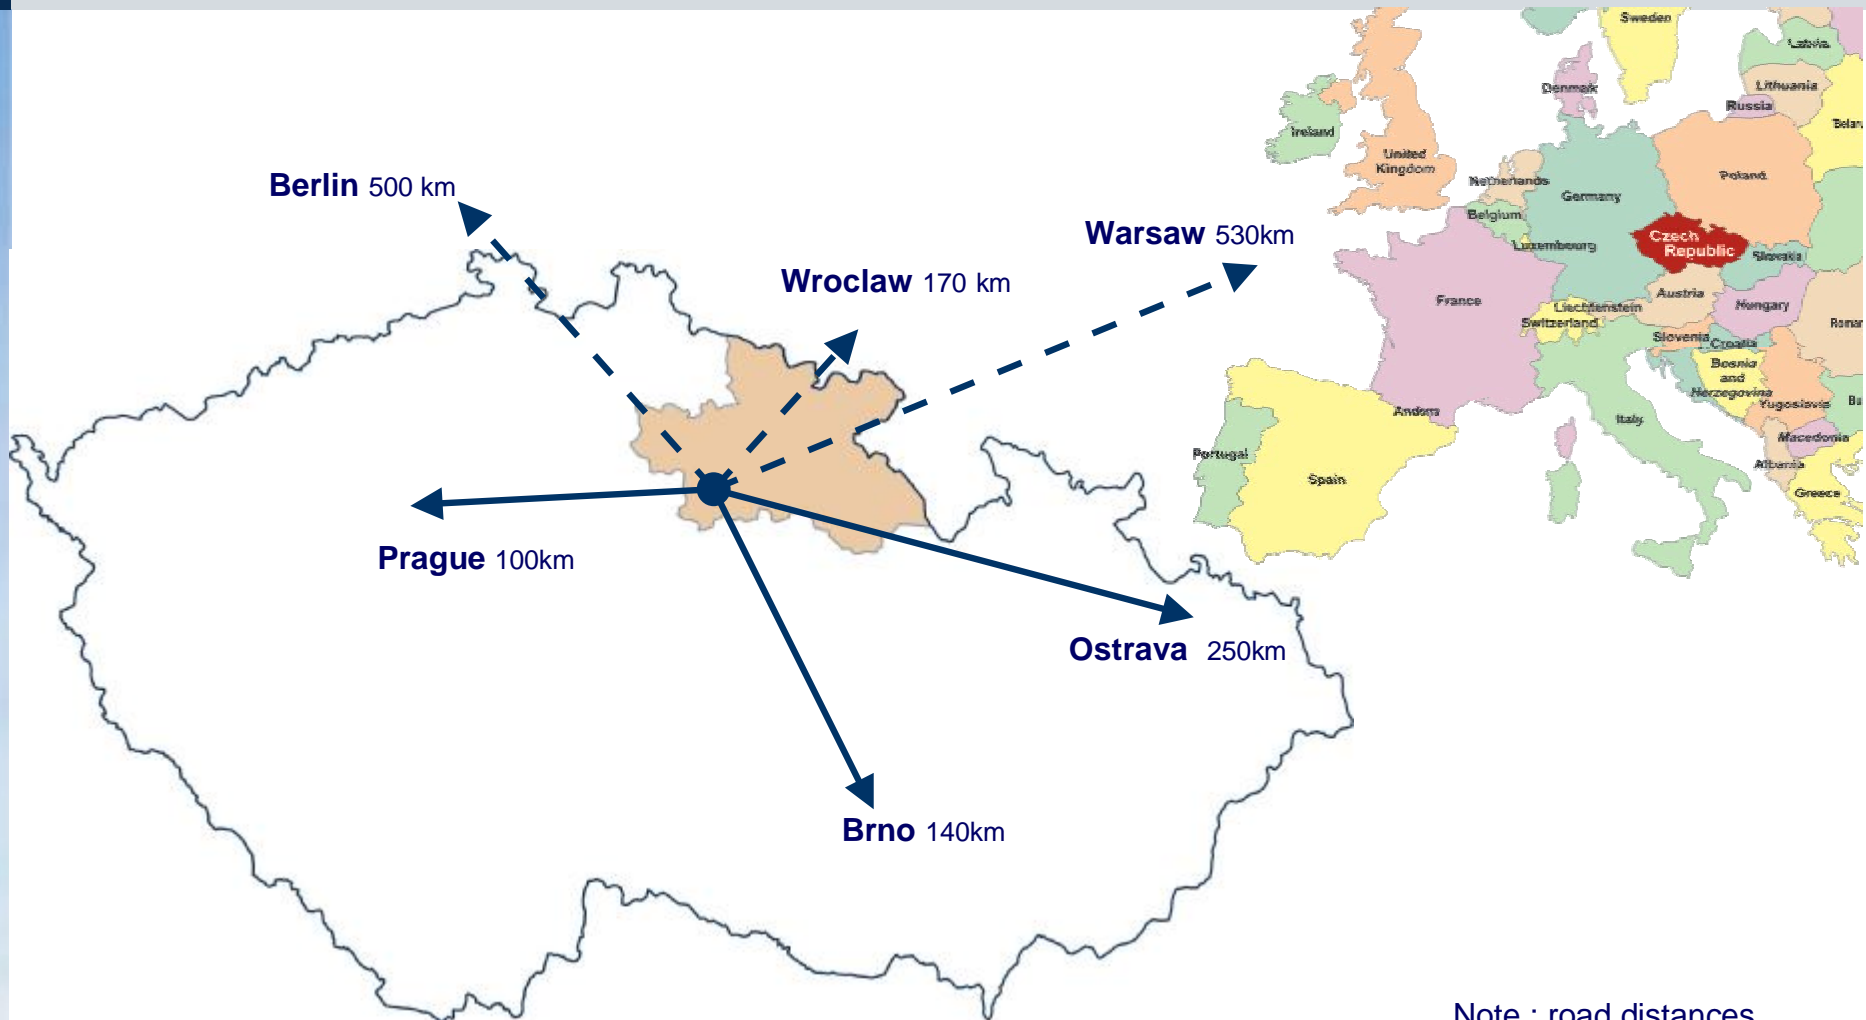 Berlin 500 km
Wroclaw 170 km
Warsaw 530km
Prague 100km
Ostrava 250km
Brno 140km
Sweden
Latvia
Denmark
Lithuania
Russia
Ireland
United
Kingdom
Netherlands
Poland
Germany
Belgium
Czech
Republic
Luxembourg
Slovakia
France
Austria
Liechtenstein
Hungary
Switzerland
Slovenia
Croatia
Bosnia
and
Herzegovina
Yugoslavia
Andorra
Italy
Macedonia
Portugal
Albania
Spain
Greece
Note : road distances